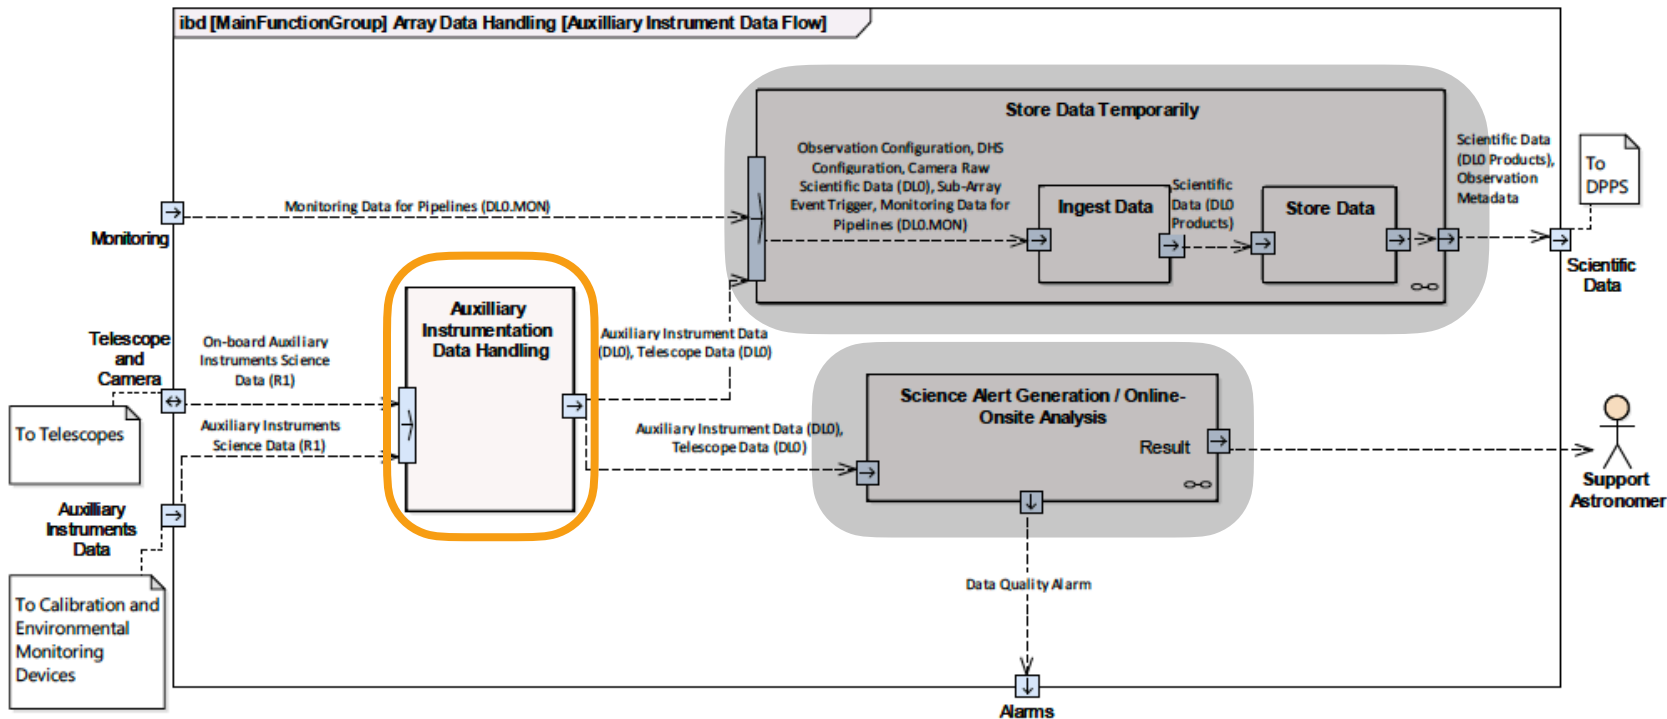 ibd [MainFunctionGroup] Array Data Handling [Auxilliary Instrument Data Flow]
Store Data Temporarily
Observation Configuration, DHS
Configuration, Camera Raw
Scientific Data (DL0), Sub-Array
Event Trigger, Monitoring Data for
Pipelines (DL0.MON)
Ingest Data
Scientific
Data (DL0
Products)
Store Data
Scientific Data
(DL0 Products),
Observation
Metadata
To
DPPS
Scientific
Data
Monitoring Data for Pipelines (DL0.MON)
Monitoring
Auxilliary
Instrumentation
Data Handling
Telescope
and
Camera
On-board Auxiliary
Instruments Science
Data (R1)
Auxiliary Instrument Data
(DL0), Telescope Data (DL0)
To Telescopes
Auxiliary Instruments
Science Data (R1)
Auxiliary Instrument Data (DL0),
Telescope Data (DL0)
Science Alert Generation / Online-
Onsite Analysis
Result
Support
Astronomer
Auxilliary
Instruments
Data
To Calibration and
Environmental
Monitoring
Devices
Data Quality Alarm
Alarms